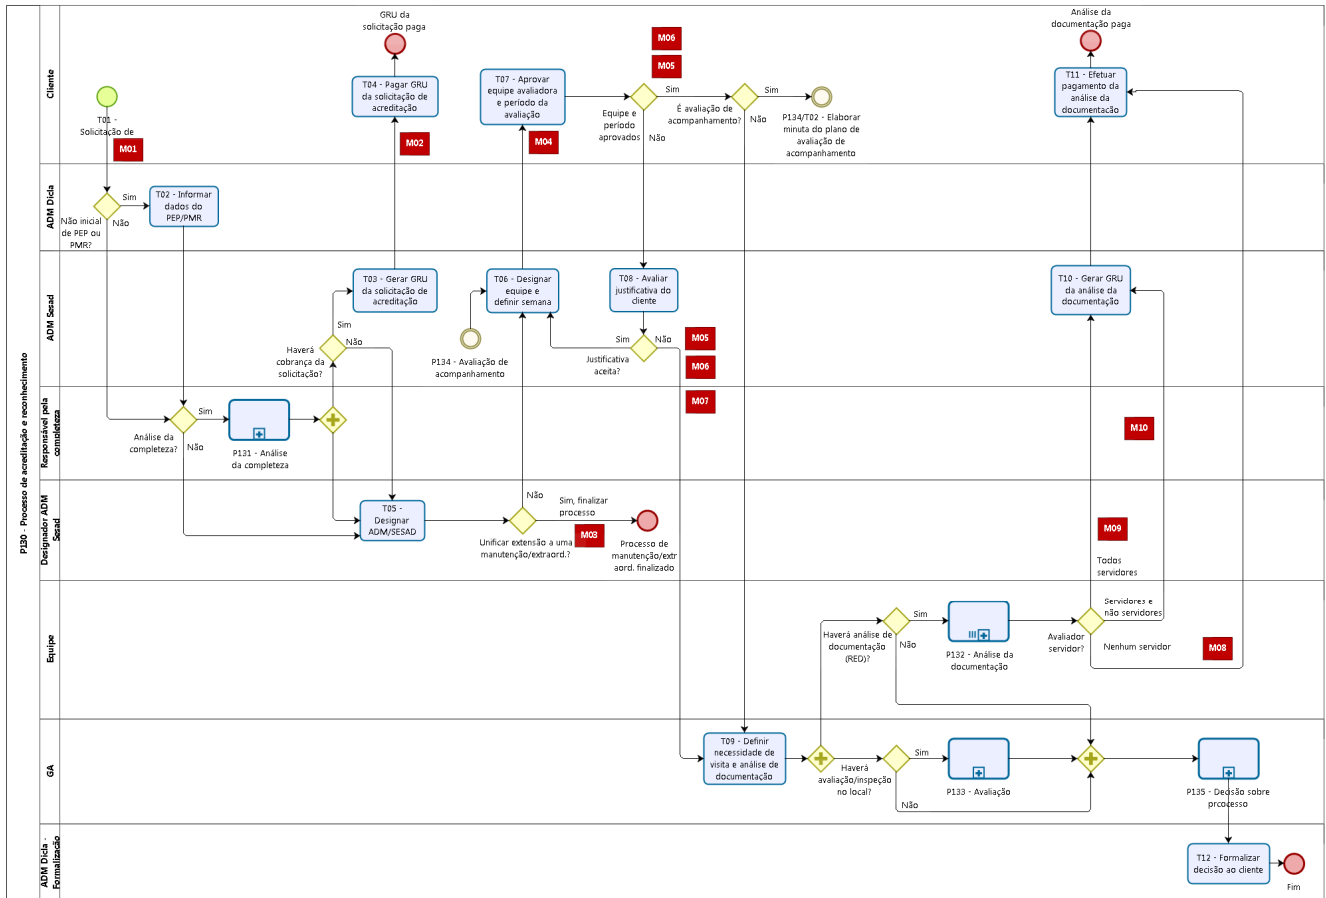 P130 - Processo de acreditação e reconhecimento
Cliente
GRU da
solicitação paga
T04 - Pagar GRU
da solicitação de
acreditação
M02
T01 -
Solicitação de
M01
T07 - Aprovar
equipe avaliadora
e período da
avaliação
M04
M06
M05
Sim
Equipe e
período
aprovados
Não
É avaliação de
acompanhamento?
Sim
Não
P134/T02 - Elaborar
minuta do plano de
avaliação de
acompanhamento
Análise da
documentação paga
T11 - Efetuar
pagamento da
análise da
documentação
ADM Dicla
Sim
Não inicial
de PEP ou
PMR?
Não
T02 - Informar
dados do
PEP/PMR
ADM Sesad
T03 - Gerar GRU
da solicitação de
acreditação
Sim
Não
Haverá
cobrança da
solicitação?
T06 - Designar
equipe e
definir semana
P134 - Avaliação de
acompanhamento
T08 - Avaliar
justificativa do
cliente
Sim
Não
Justificativa
aceita?
M05
M06
T10 - Gerar GRU
da análise da
documentação
Responsável pela
completeza
Análise da
completeza?
Sim
Não
P131 - Análise
da completeza
M07
M10
Designador ADM
Sesad
T05 -
Designar
ADM/SESAD
Não
Sim, finalizar
processo
Unificar extensão a uma
manutenção/extraord.?
M03
Processo de
manutenção/extr
aord. finalizado
M09
Todos
servidores
Equipe
Haverá análise de
documentação
(RED)?
Sim
Não
P132 - Análise da
documentação
Avaliador
servidor?
Servidores e
não servidores
Nenhum servidor
M08
GA
T09 - Definir
necessidade de
visita e análise de
documentação
Haverá
avaliação/inspeção
no local?
Sim
Não
P133 - Avaliação
P135 - Decisão sobre
processo
ADM Dicla -
Formalização
T12 - Formalizar
decisão ao cliente
Fim